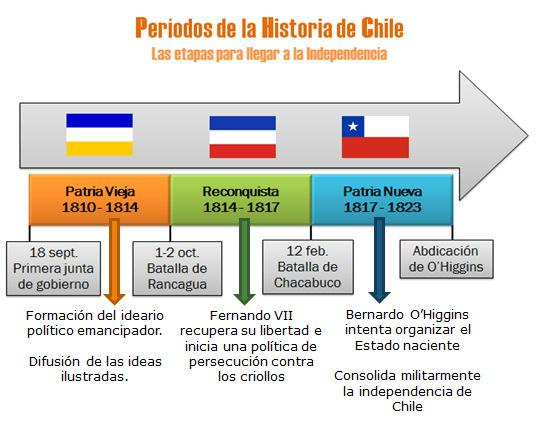 Períodos de la Historia de Chile
Las etapas para llegar a la Independencia
Patria Vieja
1810 - 1814
Reconquista
1814 - 1817
Patria Nueva
1817 - 1823
18 sept.
Primera junta
de gobierno
1-2 oct.
Batalla de
Rancagua
12 feb.
Batalla de
Chacabuco
Abdicación
de O'Higgins
Formación del ideario
político emancipador.
Difusión de las ideas
ilustradas.
Fernando VII
recupera su libertad e
inicia una política de
persecución contra
los criollos
Bernardo O'Higgins
intenta organizar el
Estado naciente
Consolida militarmente
la independencia de
Chile